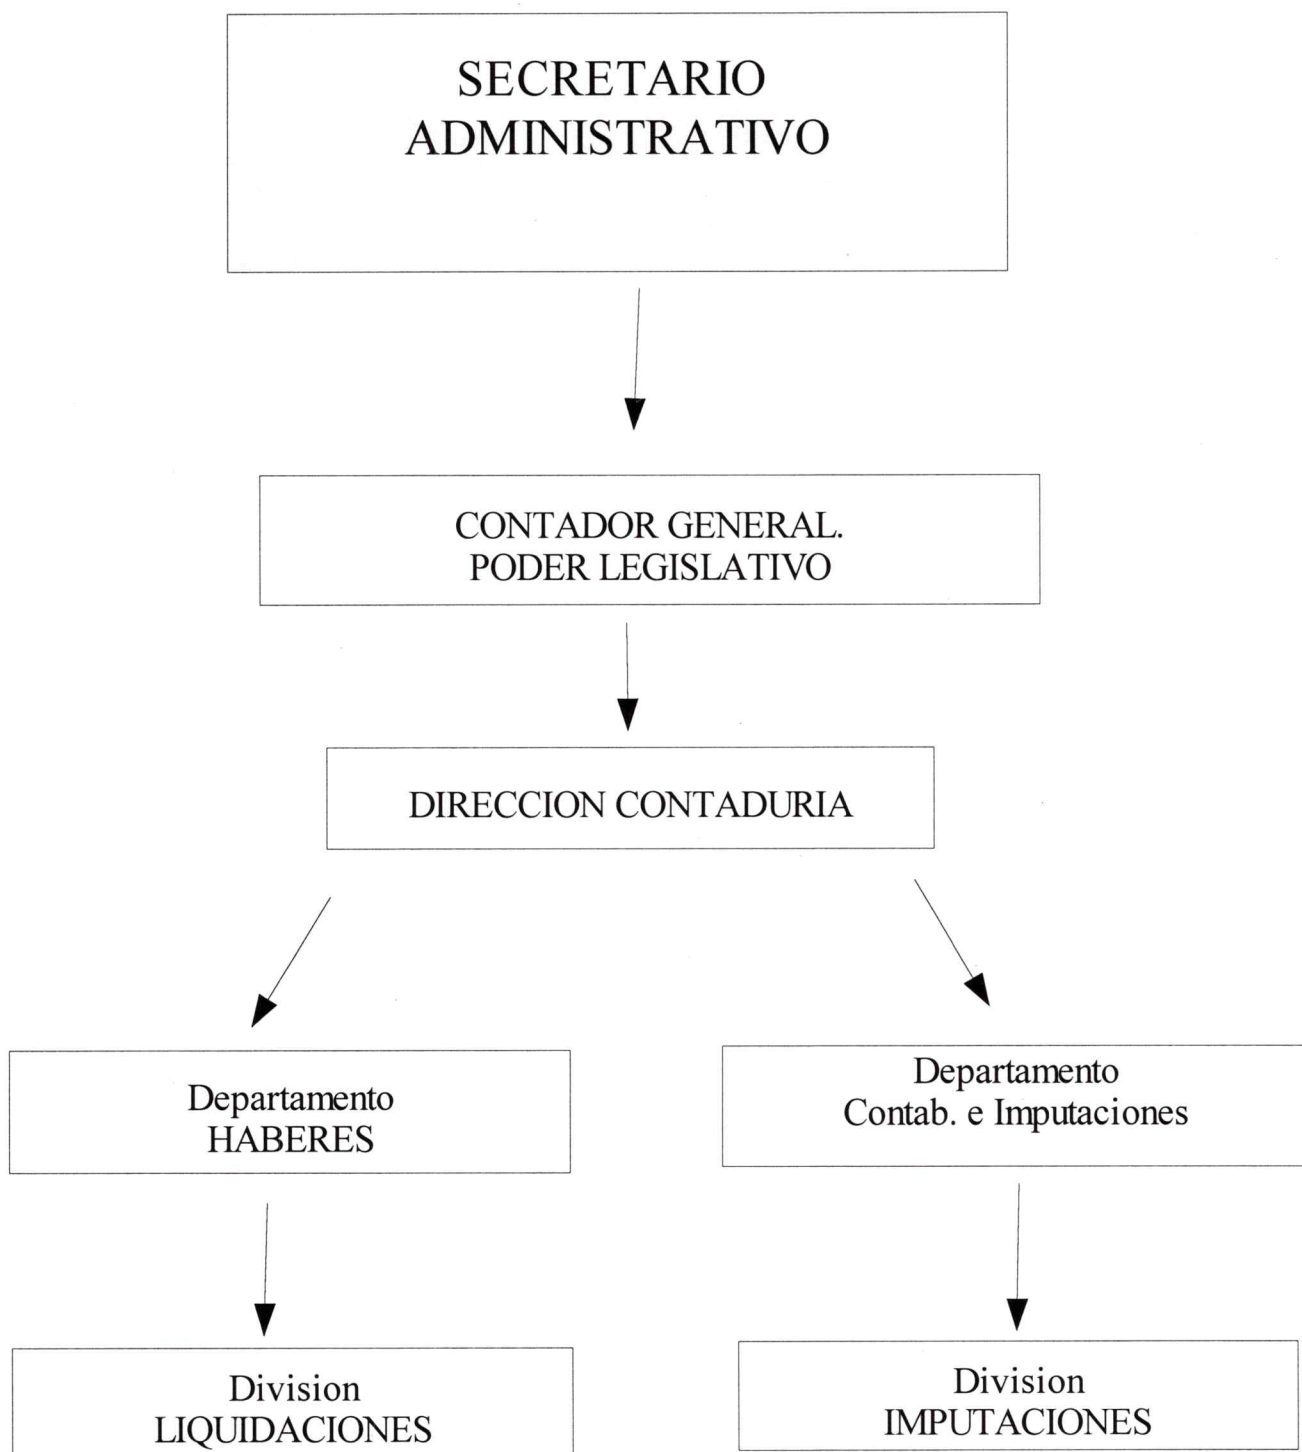 SECRETARIO
ADMINISTRATIVO
CONTADOR GENERAL.
PODER LEGISLATIVO
DIRECCION CONTADURIA
Departamento
HABERES
Departamento
Contab. e Imputaciones
Division
LIQUIDACIONES
Division
IMPUTACIONES